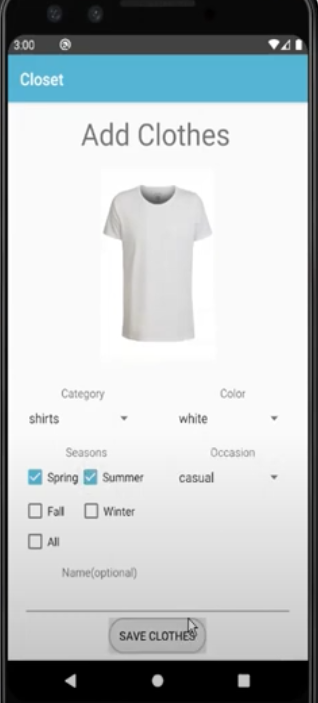 3:00
Closet
Add Clothes
Category Color
shirts white
Seasons Occasion
Spring Summer casual
Fall Winter
All
Name(optional)
SAVE CLOTHES